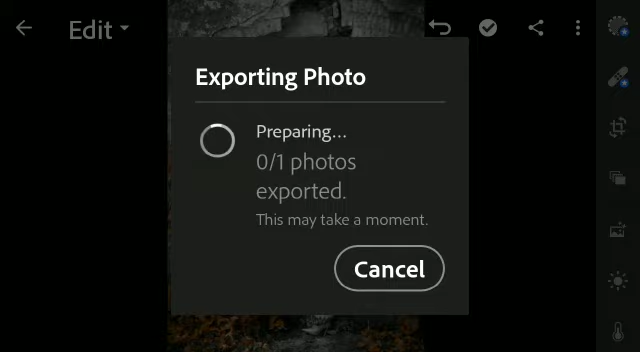 Edit
Exporting Photo
Preparing...
0/1 photos
exported.
This may take a moment.
Cancel